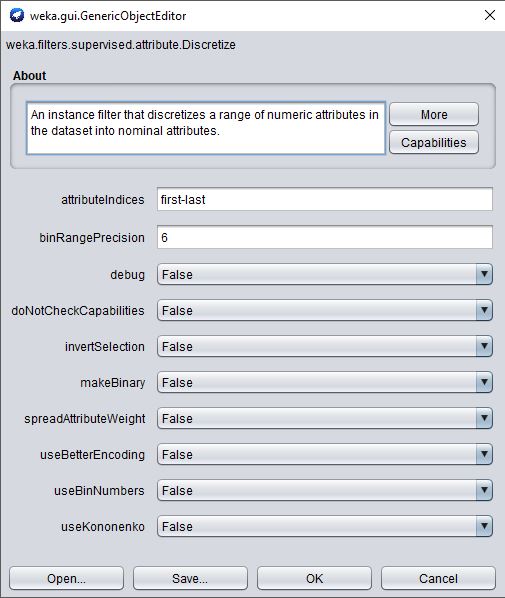 weka.gui.GenericObjectEditor
weka.filters.supervised.attribute.Discretize
About
An instance filter that discretizes a range of numeric attributes in
the dataset into nominal attributes.
More
Capabilities
attributeIndices first-last
binRangePrecision 6
debug False
doNotCheckCapabilities False
invertSelection False
makeBinary False
spreadAttributeWeight False
useBetterEncoding False
useBinNumbers False
useKononenko False
Open... Save... OK Cancel